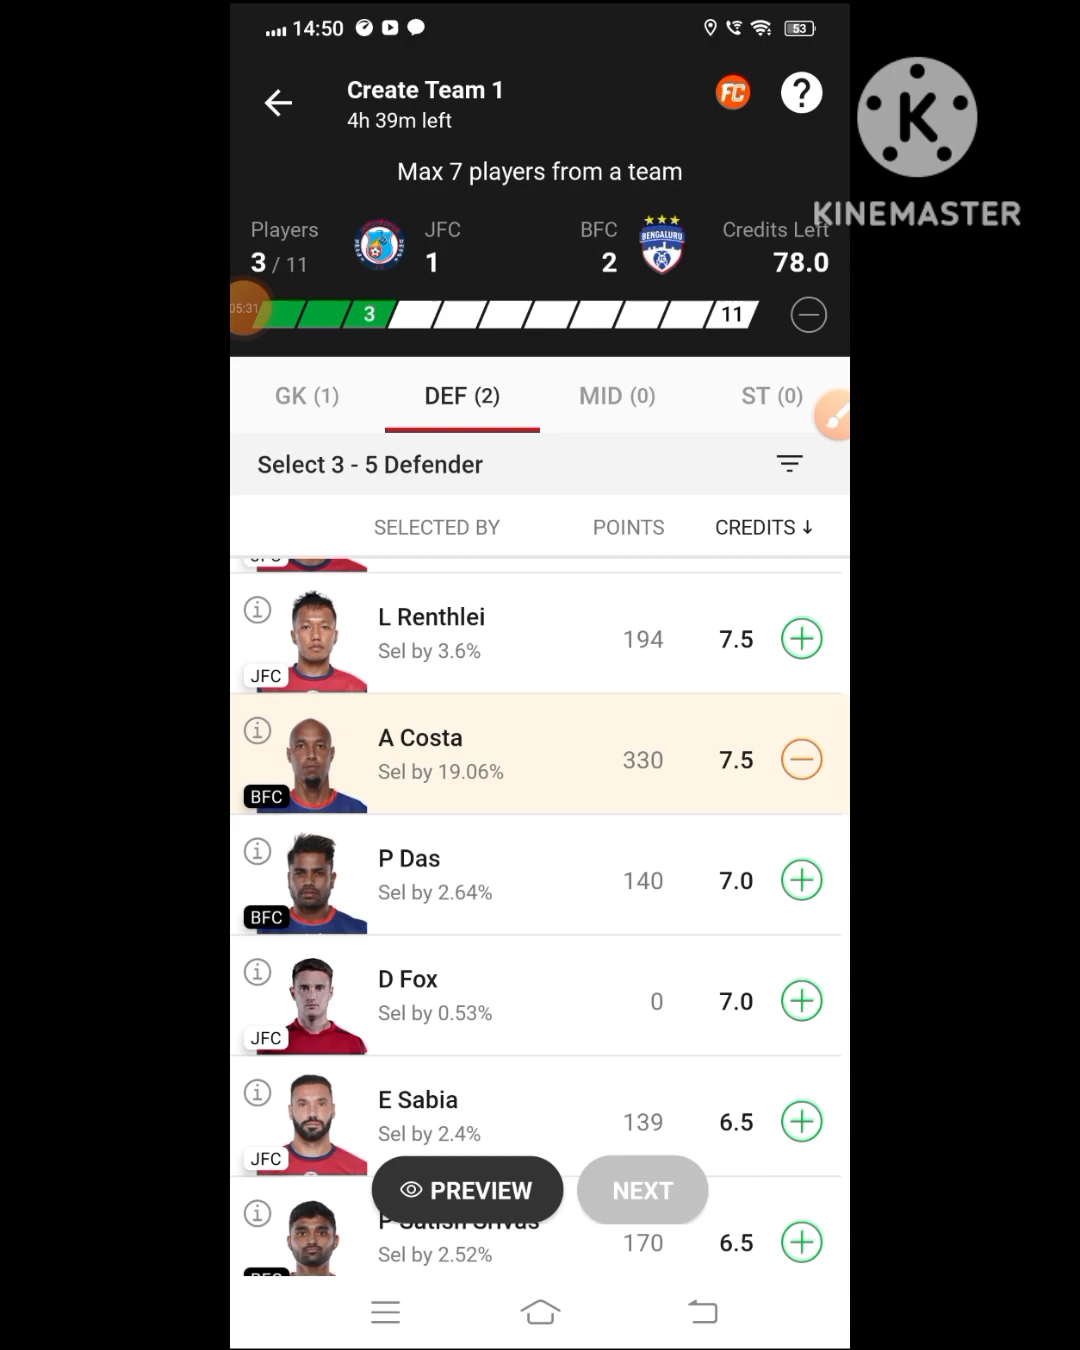 14:50
53
Create Team 1
FC
?
4h 39m left
K
KINEMASTER
Max 7 players from a team
Players
JFC
BFC
BENGALURU
Credits Left
3 / 11
1
2
78.0
05:31
3
11
GK (1)
DEF (2)
MID (0)
ST (0)
Select 3 - 5 Defender
SELECTED BY
POINTS
CREDITS ↓
L Renthlei
Sel by 3.6%
194
7.5
JFC
A Costa
Sel by 19.06%
330
7.5
BFC
P Das
Sel by 2.64%
140
7.0
BFC
D Fox
Sel by 0.53%
0
7.0
JFC
E Sabia
Sel by 2.4%
139
6.5
JFC
PREVIEW
NEXT
P Satish Srivas
Sel by 2.52%
170
6.5